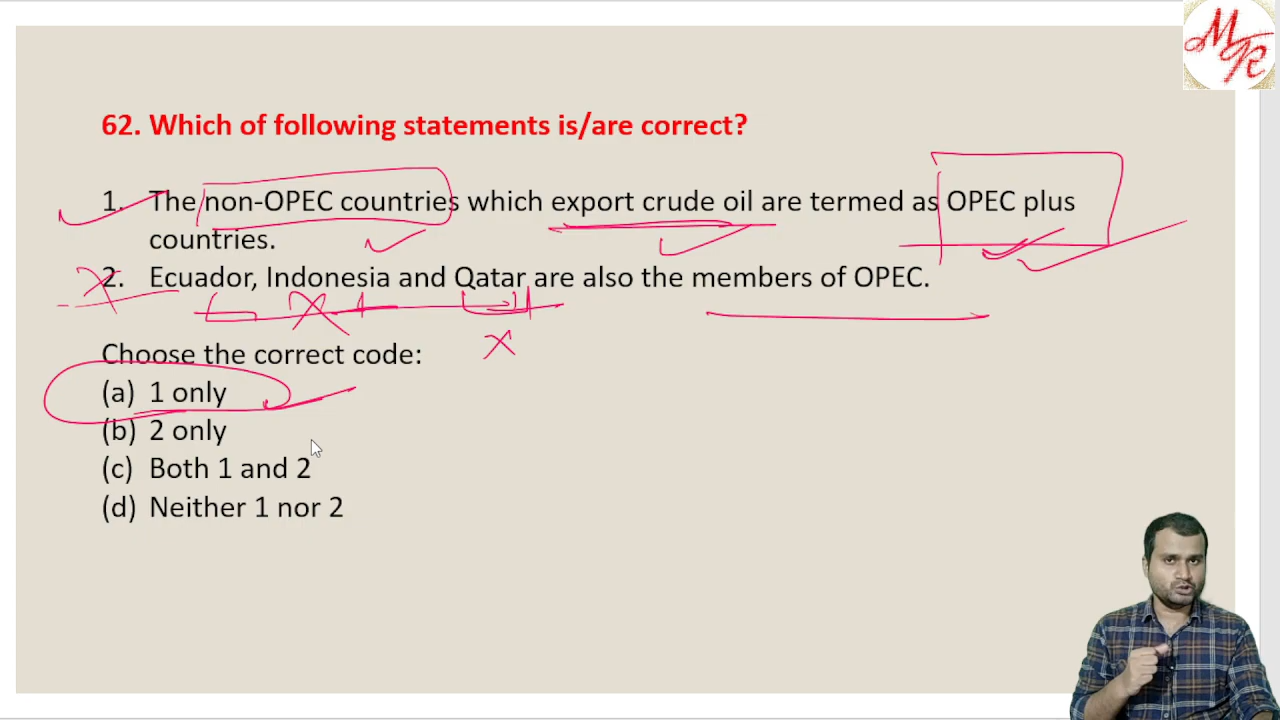 MR
62. Which of following statements is/are correct?
1. The non-OPEC countries which export crude oil are termed as OPEC plus
countries.
2. Ecuador, Indonesia and Qatar are also the members of OPEC.
Choose the correct code:
(a) 1 only
(b) 2 only
(c) Both 1 and 2
(d) Neither 1 nor 2